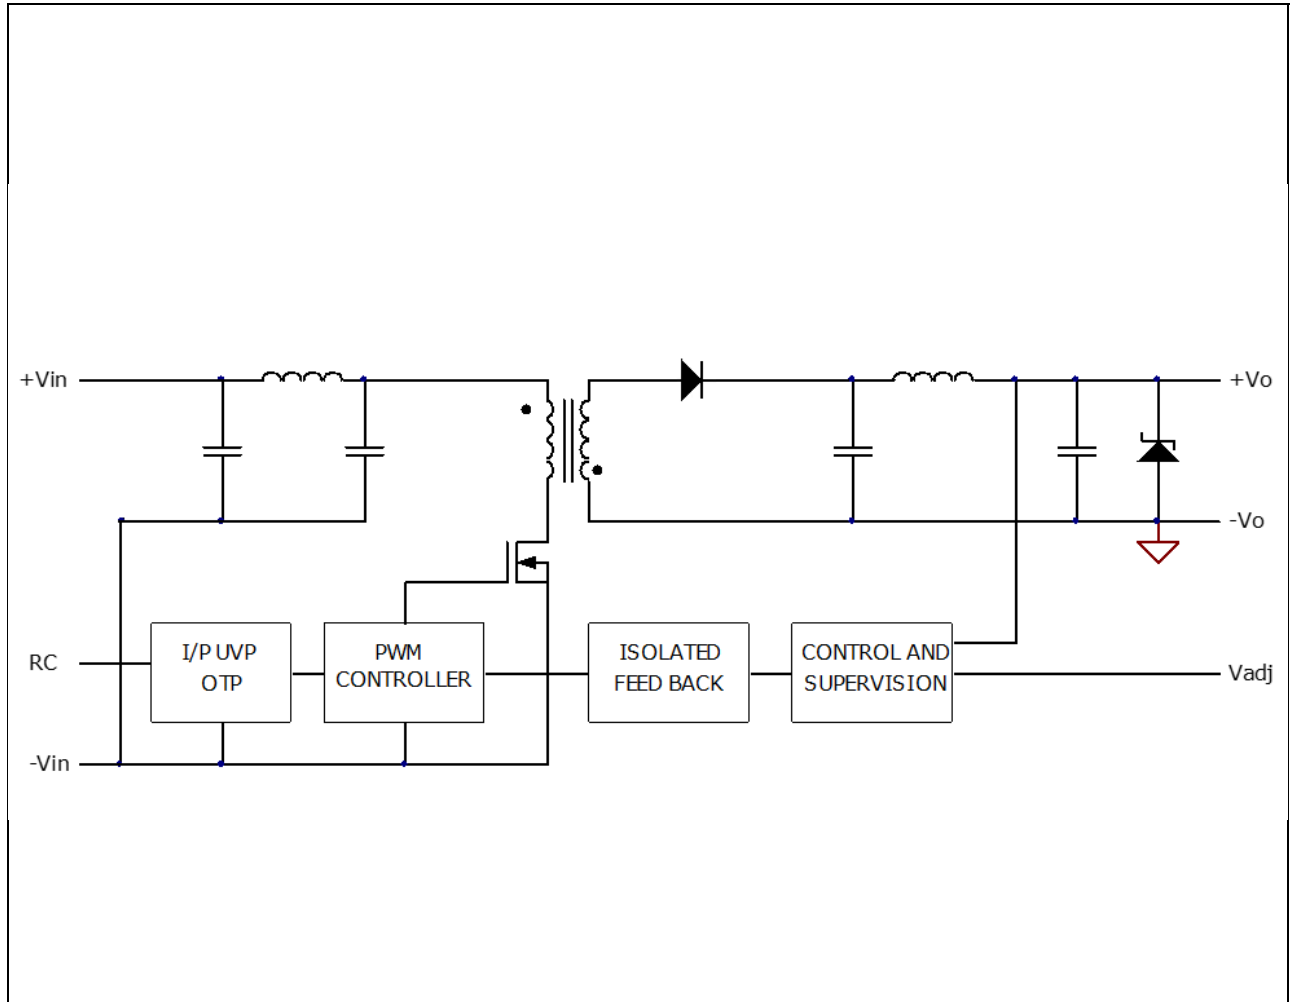 +Vin
+Vo
-Vo
RC
I/P UVP
OTP
PWM
CONTROLLER
ISOLATED
FEED BACK
CONTROL AND
SUPERVISION
Vadj
-Vin